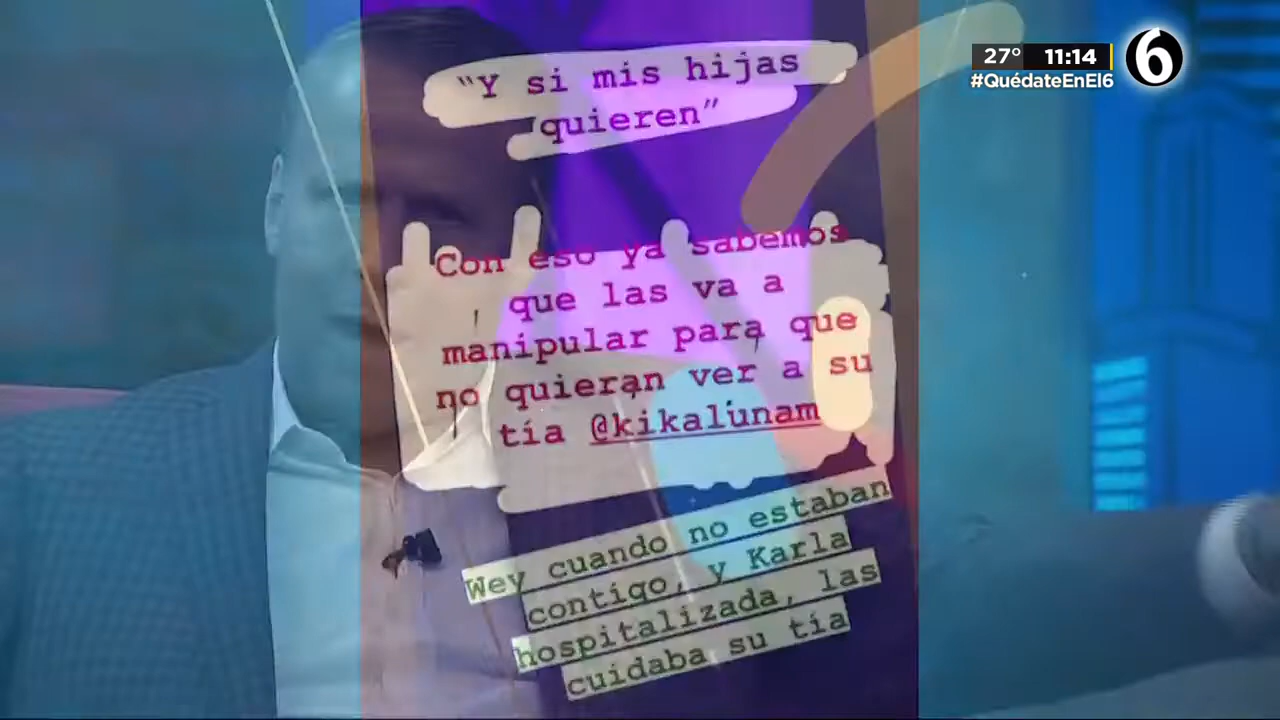 27° 11:14
6
#QuédateEnEl6
“Y si mis hijas
quieren”
Con eso ya sabemos
que las va a
manipular para que
no quieran ver a su
tía @kikalunam
Wey cuando no estaban
contigo, y Karla
hospitalizada, las
cuidaba su tía